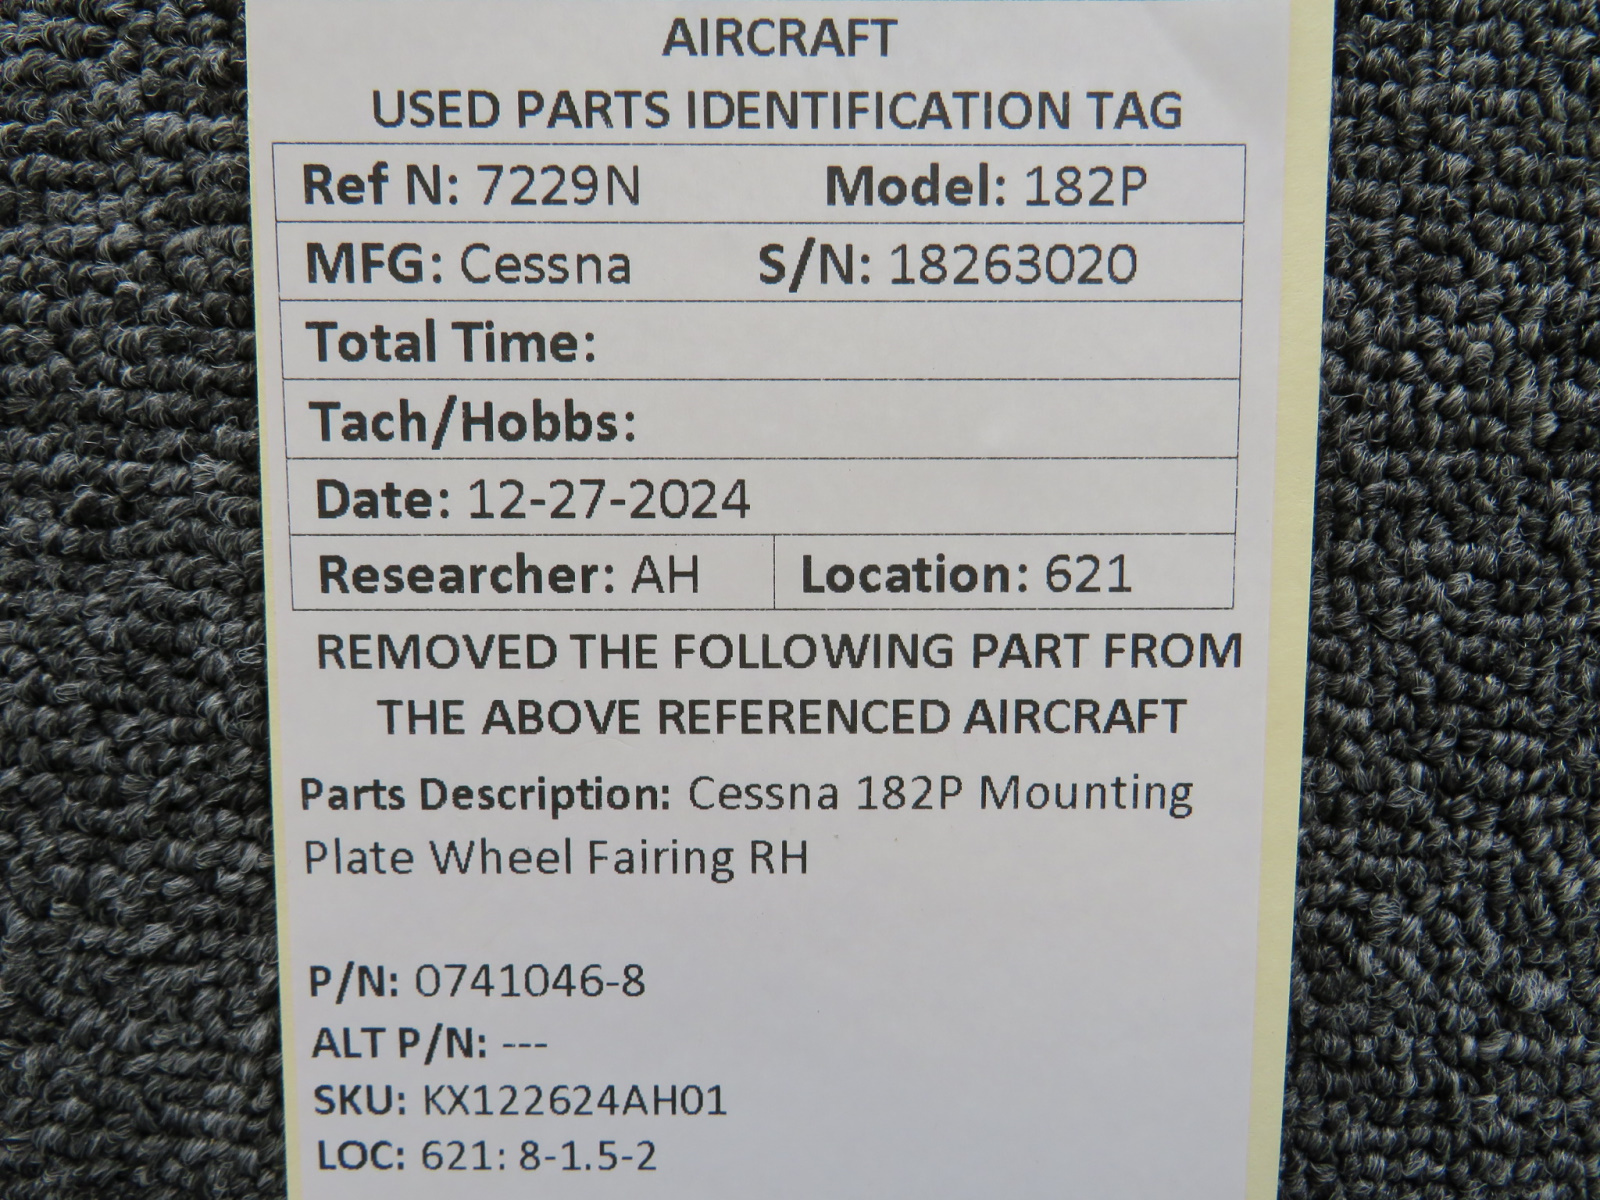 AIRCRAFT
USED PARTS IDENTIFICATION TAG
Ref N: 7229N Model: 182P
MFG: Cessna S/N: 18263020
Total Time:
Tach/Hobbs:
Date: 12-27-2024
Researcher: AH Location: 621
REMOVED THE FOLLOWING PART FROM
THE ABOVE REFERENCED AIRCRAFT
Parts Description: Cessna 182P Mounting
Plate Wheel Fairing RH
P/N: 0741046-8
ALT P/N: ---
SKU: KX122624AH01
LOC: 621: 8-1.5-2